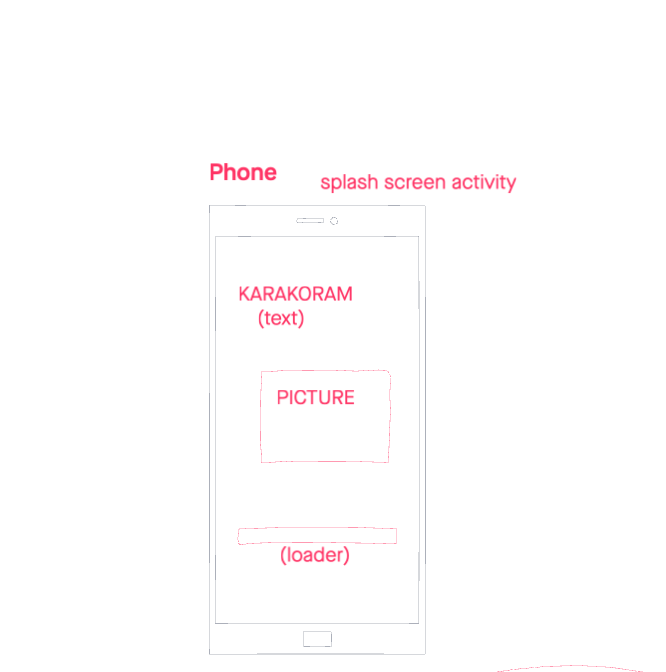 Phone
splash screen activity
KARAKORAM
(text)
PICTURE
(loader)